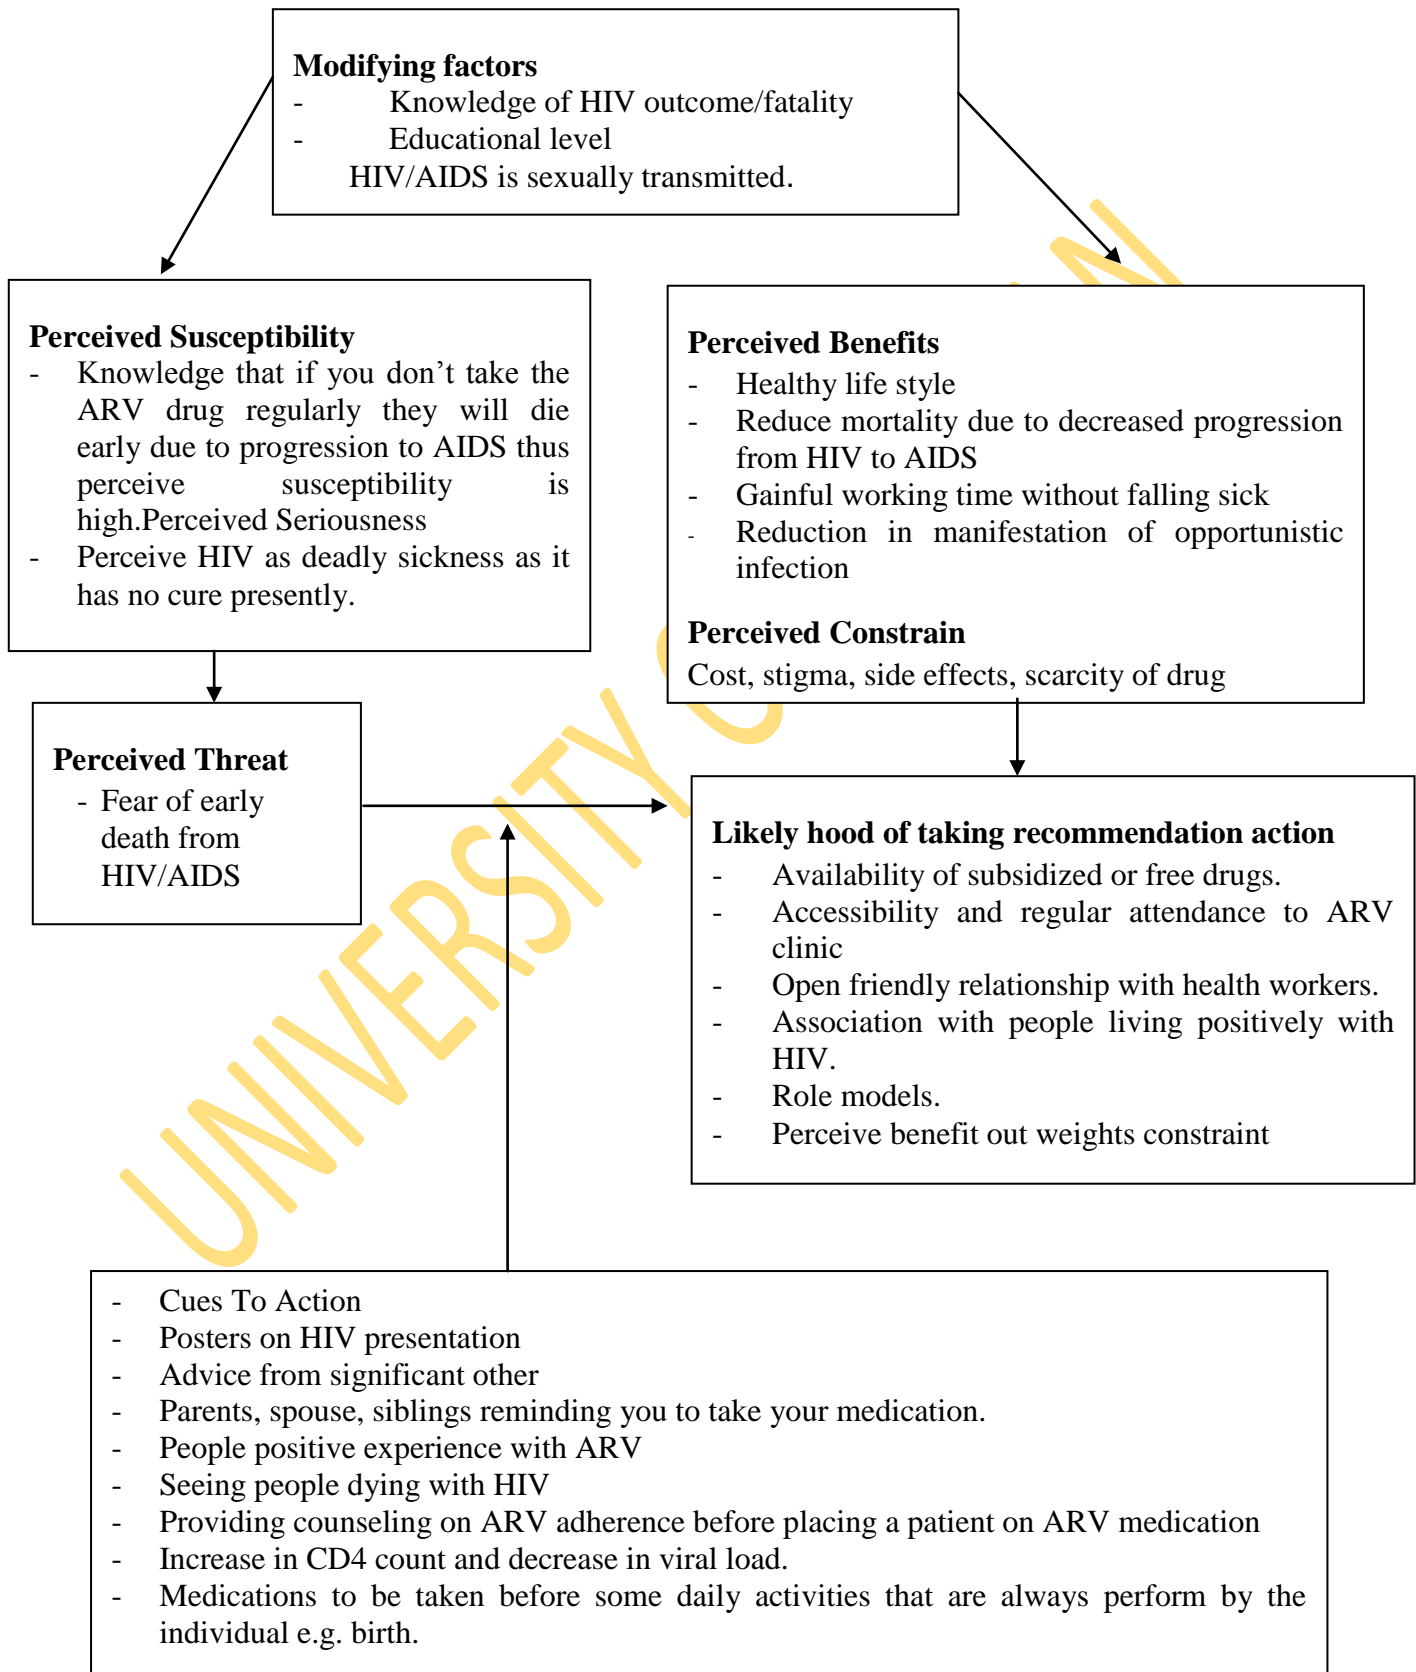 Modifying factors
- Knowledge of HIV outcome/fatality
- Educational level
HIV/AIDS is sexually transmitted.
Perceived Susceptibility
- Knowledge that if you don’t take the
ARV drug regularly they will die
early due to progression to AIDS thus
perceive susceptibility is
high.Perceived Seriousness
- Perceive HIV as deadly sickness as it
has no cure presently.
Perceived Benefits
- Healthy life style
- Reduce mortality due to decreased progression
from HIV to AIDS
- Gainful working time without falling sick
- Reduction in manifestation of opportunistic
infection
Perceived Constrain
Cost, stigma, side effects, scarcity of drug
Perceived Threat
- Fear of early
death from
HIV/AIDS
Likely hood of taking recommendation action
- Availability of subsidized or free drugs.
- Accessibility and regular attendance to ARV
clinic
- Open friendly relationship with health workers.
- Association with people living positively with
HIV.
- Role models.
- Perceive benefit out weights constraint
- Cues To Action
- Posters on HIV presentation
- Advice from significant other
- Parents, spouse, siblings reminding you to take your medication.
- People positive experience with ARV
- Seeing people dying with HIV
- Providing counseling on ARV adherence before placing a patient on ARV medication
- Increase in CD4 count and decrease in viral load.
- Medications to be taken before some daily activities that are always perform by the
individual e.g. birth.
UNIVERSITY